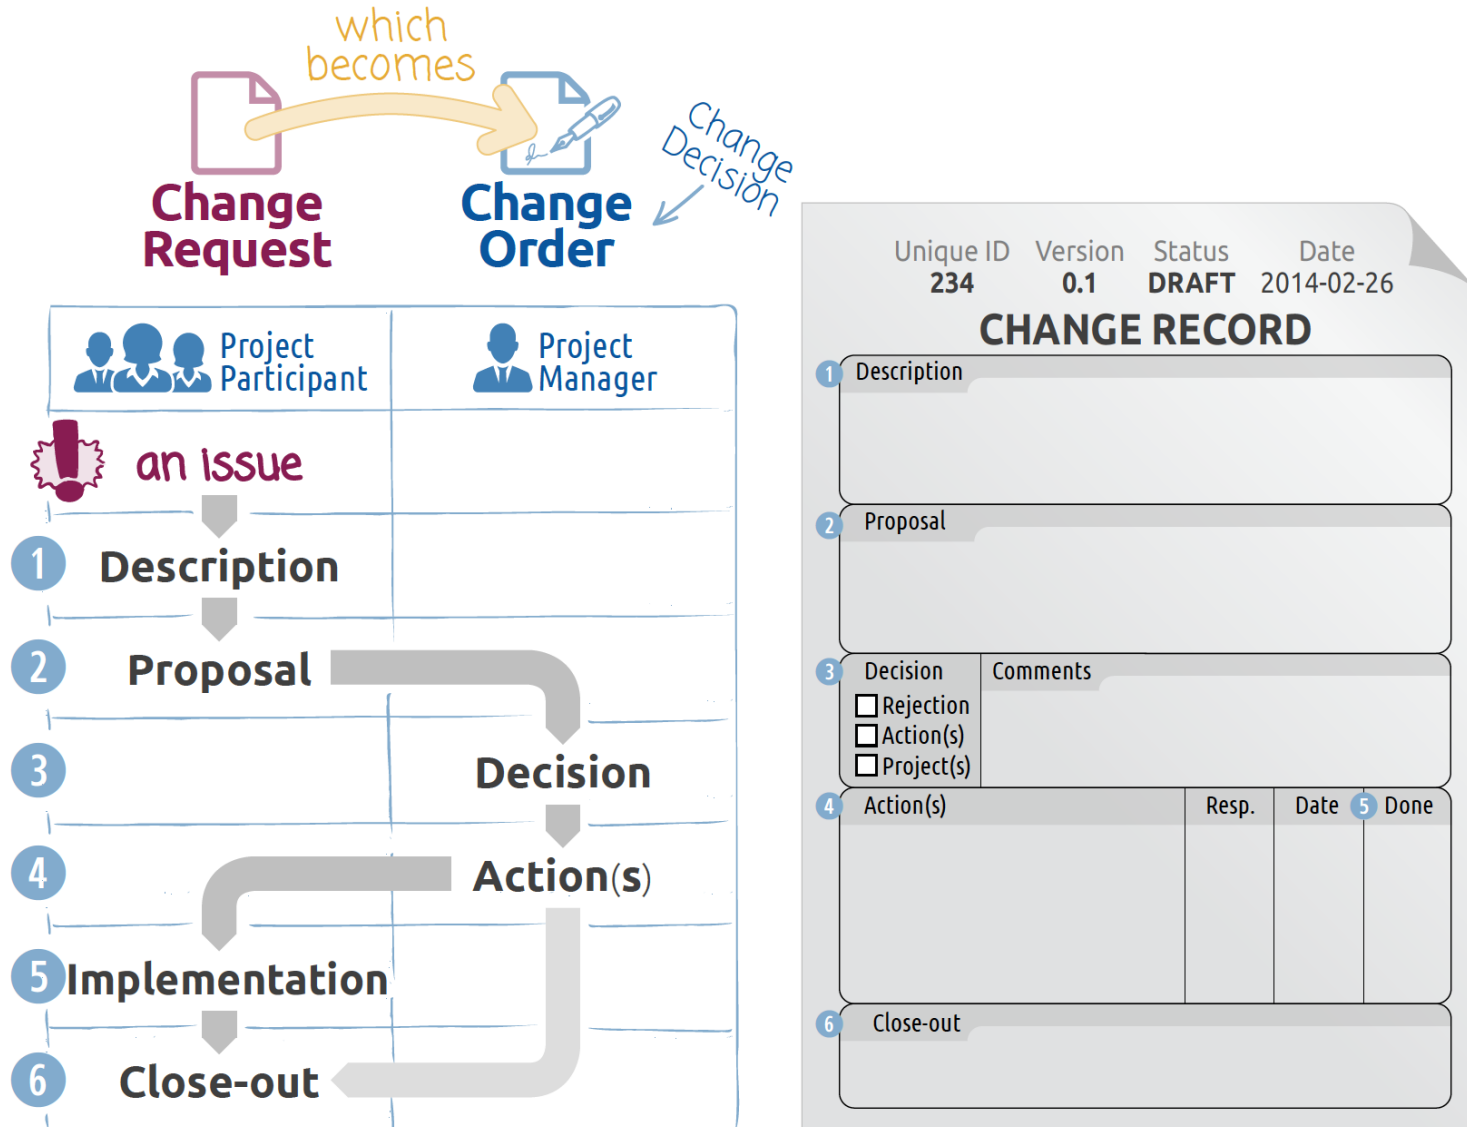 which
becomes
Change
Decision
Change
Request
Change
Order
Project
Participant
Project
Manager
an issue
1 Description
2 Proposal
3 Decision
4 Action(s)
5 Implementation
6 Close-out
Unique ID Version Status Date
234 0.1 DRAFT 2014-02-26
CHANGE RECORD
1 Description
2 Proposal
3 Decision Comments
Rejection
Action(s)
Project(s)
4 Action(s) Resp. Date 5 Done
6 Close-out